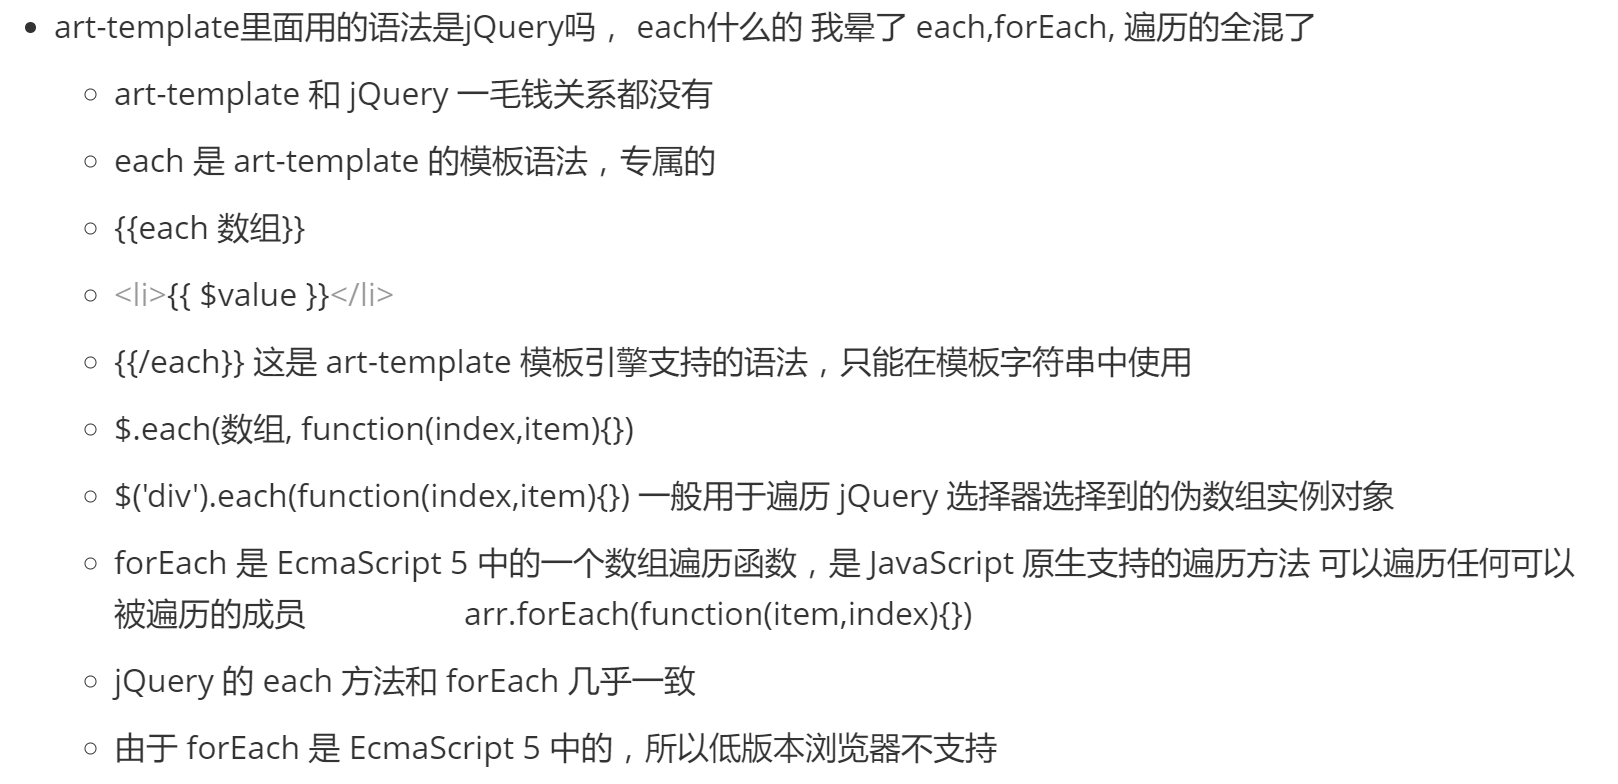 art-template里面用的语法是jQuery吗， each什么的 我晕了 each,forEach, 遍历的全混了
art-template 和 jQuery 一毛钱关系都没有
each 是 art-template 的模板语法，专属的
{{each 数组}}
<li>{{ $value }}</li>
{{/each}} 这是 art-template 模板引擎支持的语法，只能在模板字符串中使用
$.each(数组, function(index,item){})
$('div').each(function(index,item){}) 一般用于遍历 jQuery 选择器选择到的伪数组实例对象
forEach 是 EcmaScript 5 中的一个数组遍历函数，是 JavaScript 原生支持的遍历方法 可以遍历任何可以
被遍历的成员 arr.forEach(function(item,index){})
jQuery 的 each 方法和 forEach 几乎一致
由于 forEach 是 EcmaScript 5 中的，所以低版本浏览器不支持